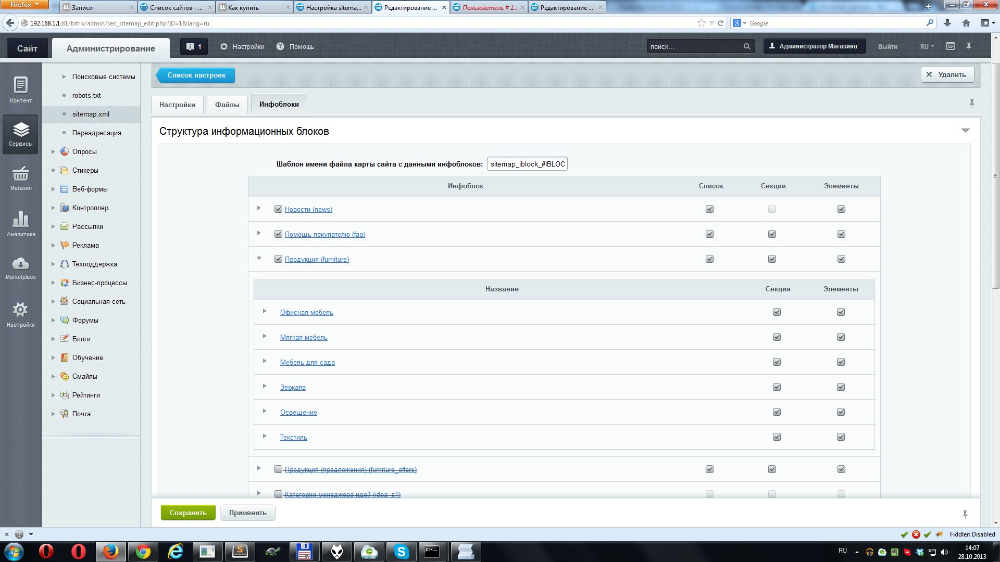 Firefox
Записи
Список сайтов - ...
Как купить
Настройка sitema...
Редактирование ...
Пользователь # 1...
Редактирование ...
192.168.1.1:81/bitrix/admin/seo_sitemap_edit.php?ID=1&lang=ru
Google
Сайт
Администрирование
1
Настройки
Помощь
поиск...
Администратор Магазина
Выйти
RU
Контент
Сервисы
Магазин
Аналитика
Marketplace
Настройки
Поисковые системы
robots.txt
sitemap.xml
Переадресация
Опросы
Стикеры
Веб-формы
Контроллер
Рассылки
Реклама
Техподдержка
Бизнес-процессы
Социальная сеть
Форумы
Блоги
Обучение
Смайлы
Рейтинги
Почта
Список настроек
Удалить
Настройки
Файлы
Инфоблоки
Структура информационных блоков
Шаблон имени файла карты сайта с данными инфоблоков: sitemap_iblock_#IBLOC
Инфоблок Список Секции Элементы
Новости (news)
Помощь покупателю (faq)
Продукция (furniture)
Название Секция Элементы
Офисная мебель
Мягкая мебель
Мебель для сада
Зеркала
Освещение
Текстиль
Продукция (предложения) (furniture_offers)
Категории менеджера идей (idea_s1)
Сохранить
Применить
Fiddler: Disabled
RU
14:07
28.10.2013